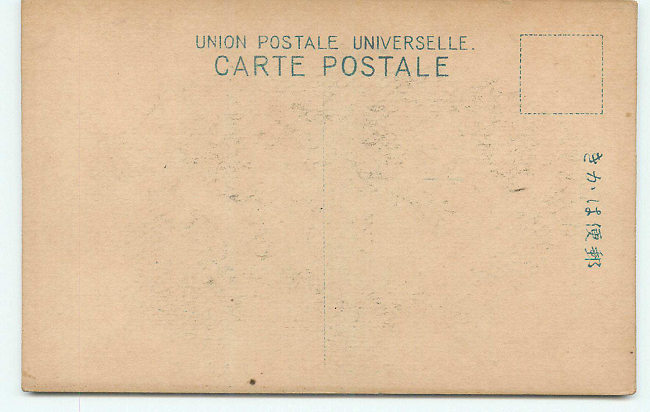 UNION POSTALE UNIVERSELLE.
CARTE POSTALE
きかは便郵